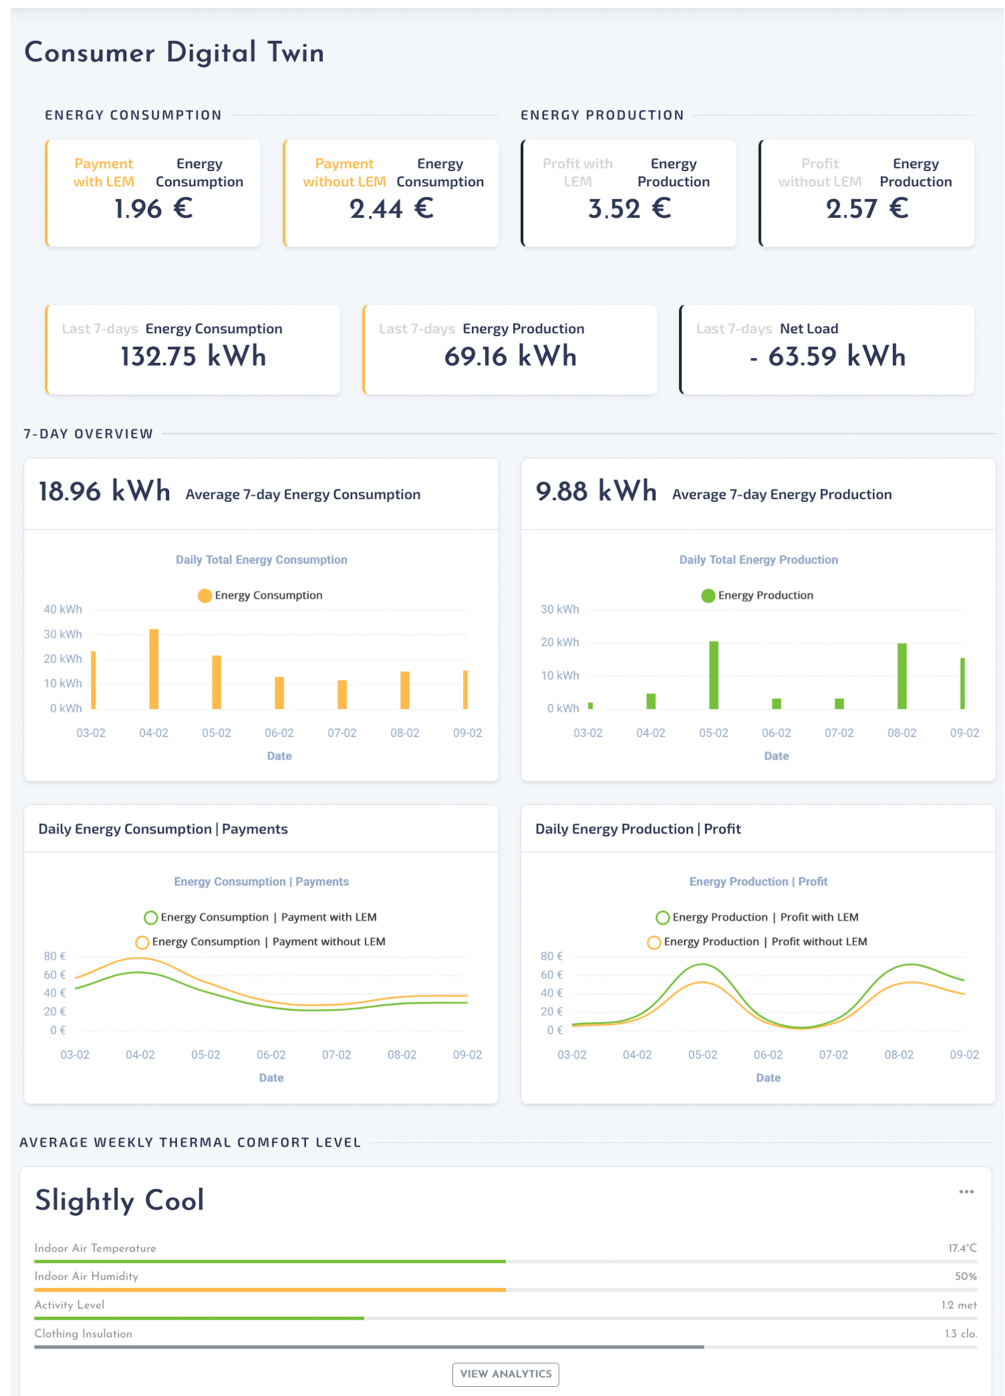 Consumer Digital Twin
ENERGY CONSUMPTION
Payment with LEM
Energy Consumption
1.96 €
Payment without LEM
Energy Consumption
2.44 €
ENERGY PRODUCTION
Profit with LEM
Energy Production
3.52 €
Profit without LEM
Energy Production
2.57 €
Last 7-days Energy Consumption
132.75 kWh
Last 7-days Energy Production
69.16 kWh
Last 7-days Net Load
- 63.59 kWh
7-DAY OVERVIEW
18.96 kWh Average 7-day Energy Consumption
Daily Total Energy Consumption
Energy Consumption
40 kWh
30 kWh
20 kWh
10 kWh
0 kWh
03-02 04-02 05-02 06-02 07-02 08-02 09-02
Date
9.88 kWh Average 7-day Energy Production
Daily Total Energy Production
Energy Production
30 kWh
20 kWh
10 kWh
0 kWh
03-02 04-02 05-02 06-02 07-02 08-02 09-02
Date
Daily Energy Consumption | Payments
Energy Consumption | Payments
Energy Consumption | Payment with LEM
Energy Consumption | Payment without LEM
80 €
60 €
40 €
20 €
0 €
03-02 04-02 05-02 06-02 07-02 08-02 09-02
Date
Daily Energy Production | Profit
Energy Production | Profit
Energy Production | Profit with LEM
Energy Production | Profit without LEM
80 €
60 €
40 €
20 €
0 €
03-02 04-02 05-02 06-02 07-02 08-02 09-02
Date
AVERAGE WEEKLY THERMAL COMFORT LEVEL
Slightly Cool
Indoor Air Temperature 17.4°C
Indoor Air Humidity 50%
Activity Level 1.2 met
Clothing Insulation 1.3 clo.
VIEW ANALYTICS